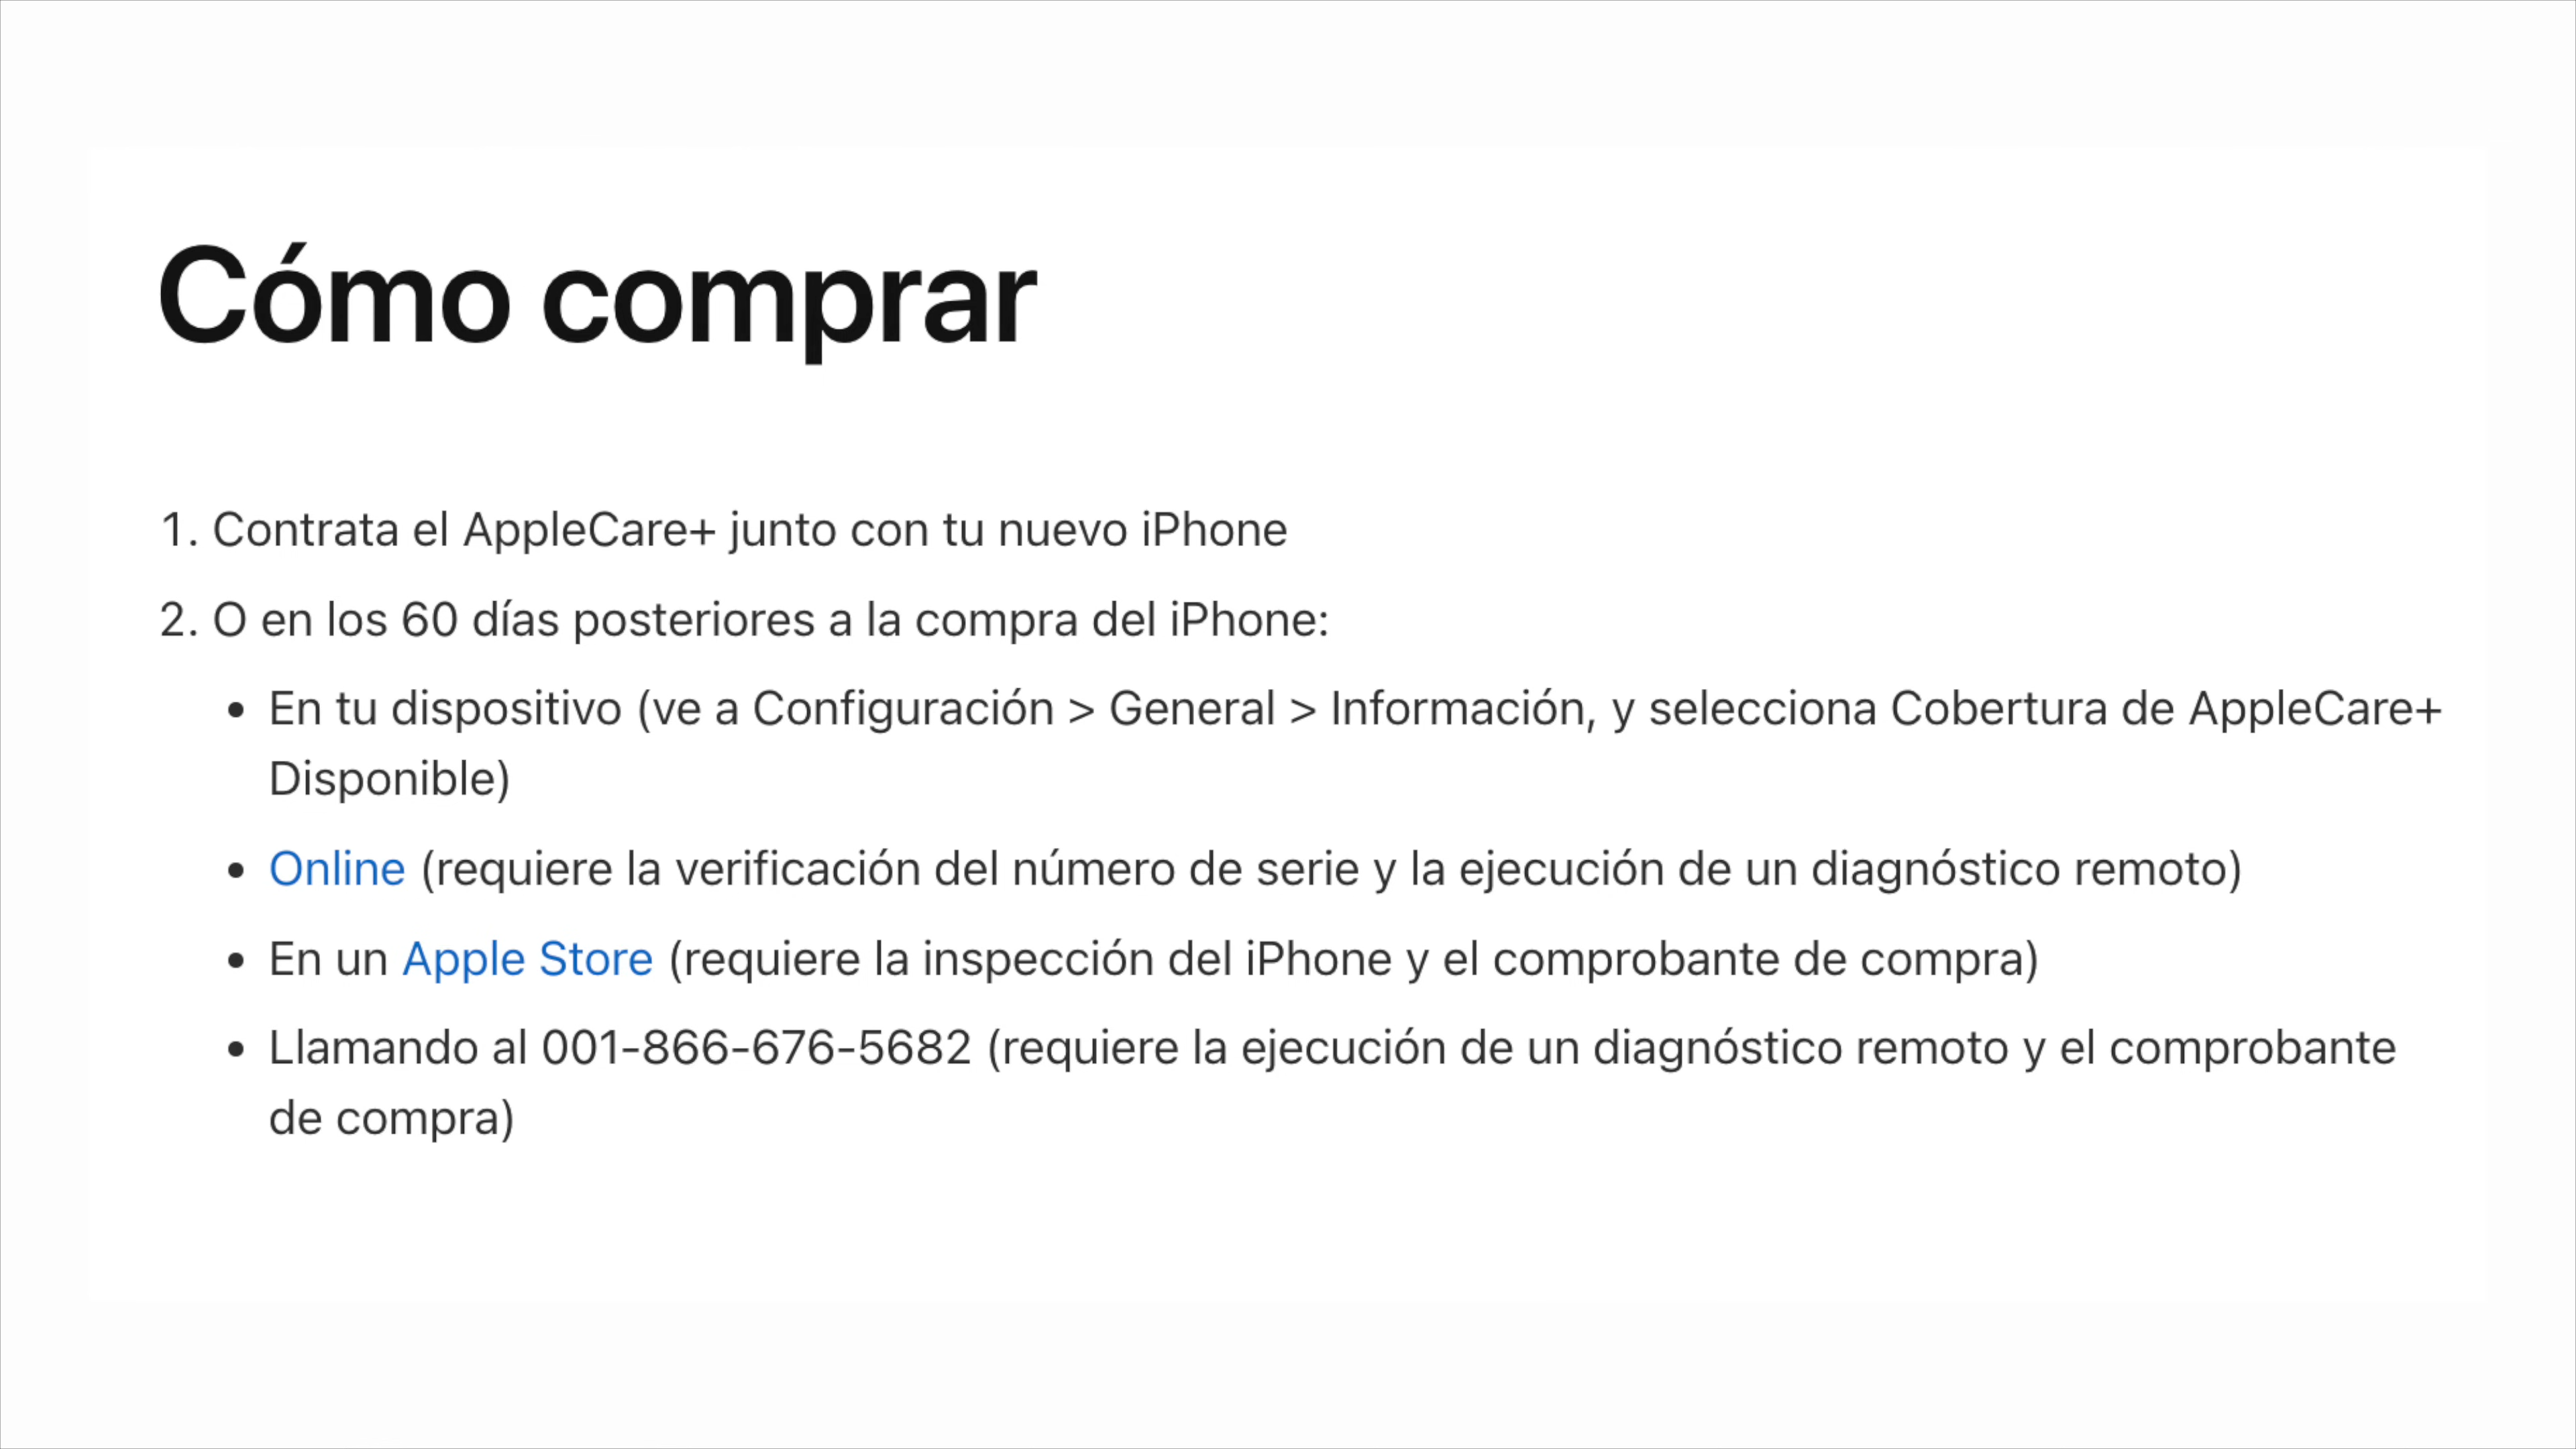 Cómo comprar
1. Contrata el AppleCare+ junto con tu nuevo iPhone
2. O en los 60 días posteriores a la compra del iPhone:
• En tu dispositivo (ve a Configuración > General > Información, y selecciona Cobertura de AppleCare+
Disponible)
• Online (requiere la verificación del número de serie y la ejecución de un diagnóstico remoto)
• En un Apple Store (requiere la inspección del iPhone y el comprobante de compra)
• Llamando al 001-866-676-5682 (requiere la ejecución de un diagnóstico remoto y el comprobante
de compra)